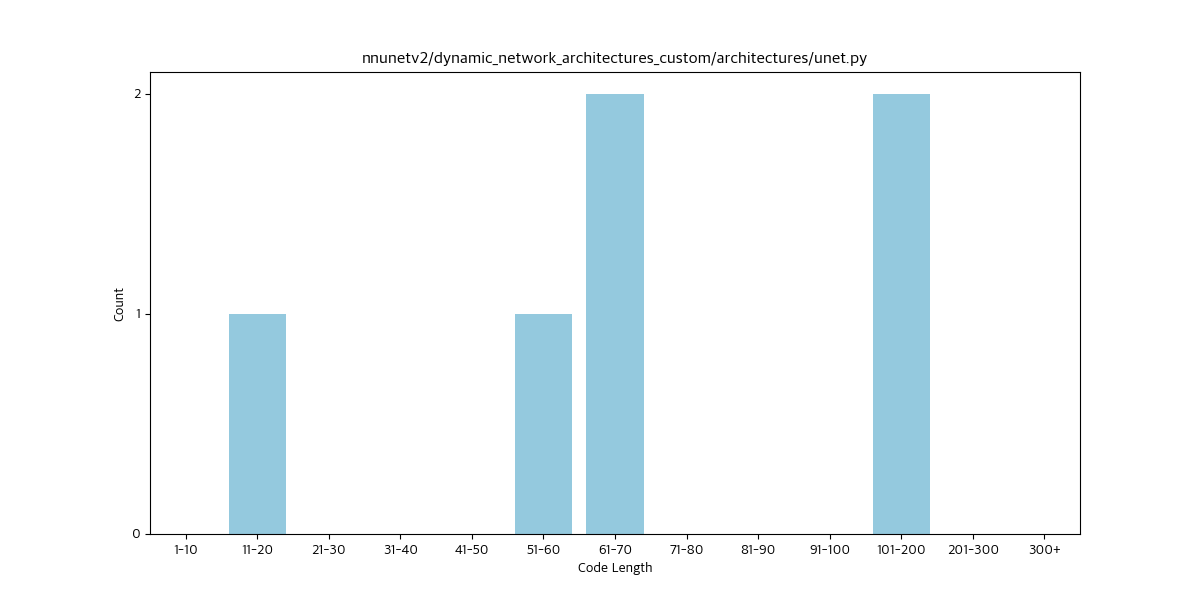 nnunetv2/dynamic_network_architectures_custom/architectures/unet.py
Count
2
1
0
1-10 11-20 21-30 31-40 41-50 51-60 61-70 71-80 81-90 91-100 101-200 201-300 300+
Code Length